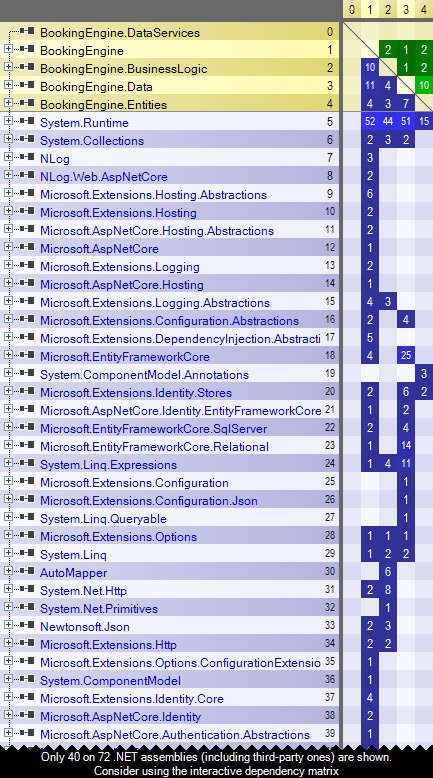 0 1 2 3 4
BookingEngine.DataServices 0
BookingEngine 1 2 1 2
BookingEngine.BusinessLogic 2 10 1 2
BookingEngine.Data 3 11 4 10
BookingEngine.Entities 4 4 3 7
System.Runtime 5 52 44 51 15
System.Collections 6 2 3 2
NLog 7 3
NLog.Web.AspNetCore 8 2
Microsoft.Extensions.Hosting.Abstractions 9 6
Microsoft.Extensions.Hosting 10 2
Microsoft.AspNetCore.Hosting.Abstractions 11 2
Microsoft.AspNetCore 12 1
Microsoft.Extensions.Logging 13 2
Microsoft.AspNetCore.Hosting 14 1
Microsoft.Extensions.Logging.Abstractions 15 4 3
Microsoft.Extensions.Configuration.Abstractions 16 2 4
Microsoft.Extensions.DependencyInjection.Abstracti 17 5
Microsoft.EntityFrameworkCore 18 4 25
System.ComponentModel.Annotations 19 3
Microsoft.Extensions.Identity.Stores 20 2 6 2
Microsoft.AspNetCore.Identity.EntityFrameworkCore 21 1 2
Microsoft.EntityFrameworkCore.SqlServer 22 2 4
Microsoft.EntityFrameworkCore.Relational 23 1 14
System.Linq.Expressions 24 1 4 11
Microsoft.Extensions.Configuration 25 1
Microsoft.Extensions.Configuration.Json 26 1
System.Linq.Queryable 27 1
Microsoft.Extensions.Options 28 1 1 1
System.Linq 29 1 2 2
AutoMapper 30 6
System.Net.Http 31 2 8
System.Net.Primitives 32 1
Newtonsoft.Json 33 2 3
Microsoft.Extensions.Http 34 2 2
Microsoft.Extensions.Options.ConfigurationExtensio 35 1
System.ComponentModel 36 1
Microsoft.Extensions.Identity.Core 37 4
Microsoft.AspNetCore.Identity 38 2
Microsoft.AspNetCore.Authentication.Abstractions 39 1
Only 40 on 72 .NET assemblies (including third-party ones) are shown.
Consider using the interactive dependency matrix